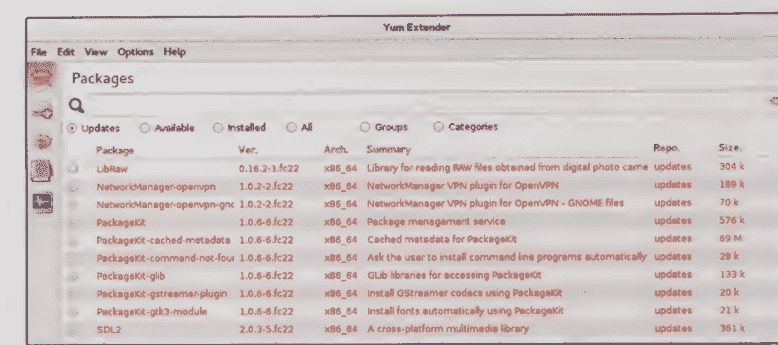 Yum Extender
File Edit View Options Help
Packages
Updates Available Installed All Groups Categories
Package Ver. Arch. Summary Repo. Size.
LibRaw 0.16.2-1.fc22 x86_64 Library for reading RAW files obtained from digital photo came updates 304 k
NetworkManager-openvpn 1.0.2-2.fc22 x86_64 NetworkManager VPN plugin for OpenVPN updates 189 k
NetworkManager-openvpn-gnc 1.0.2-2.fc22 x86_64 NetworkManager VPN plugin for OpenVPN - GNOME files updates 70 k
PackageKit 1.0.6-6.fc22 x86_64 Package management service updates 576 k
PackageKit-cached-metadata 1.0.6-6.fc22 x86_64 Cached metadata for PackageKit updates 69 M
PackageKit-command-not-four 1.0.6-6.fc22 x86_64 Ask the user to install command line programs automatically updates 28 k
PackageKit-glib 1.0.6-6.fc22 x86_64 GLib libraries for accessing PackageKit updates 133 k
PackageKit-gstreamer-plugin 1.0.6-6.fc22 x86_64 Install GStreamer codecs using PackageKit updates 20 k
PackageKit-gtk3-module 1.0.6-6.fc22 x86_64 Install fonts automatically using PackageKit updates 21 k
SDL2 2.0.3-5.fc22 x86_64 A cross-platform multimedia library updates 361 k